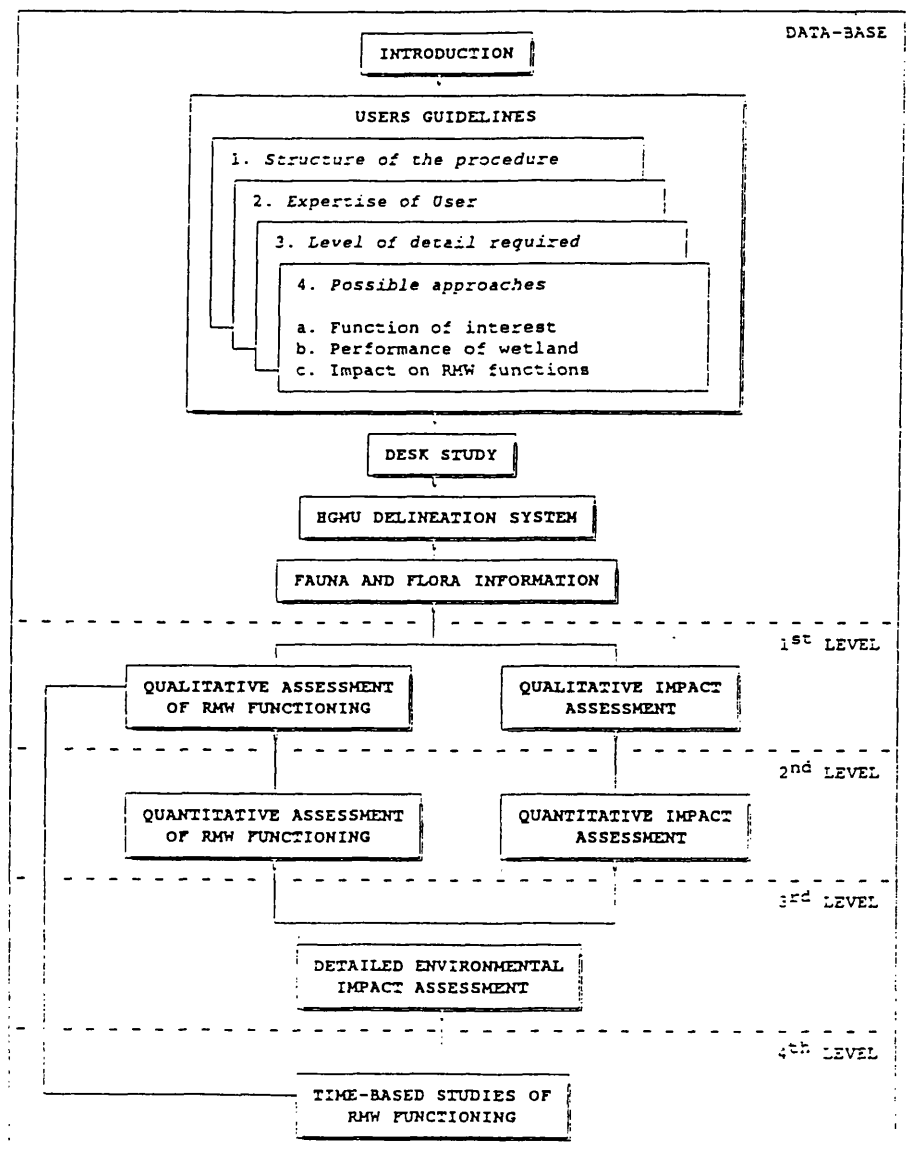 DATA-BASE
INTRODUCTION
USERS GUIDELINES
1. Structure of the procedure
2. Expertise of User
3. Level of detail required
4. Possible approaches
a. Function of interest
b. Performance of wetland
c. Impact on RMW functions
DESK STUDY
HGMU DELINEATION SYSTEM
FAUNA AND FLORA INFORMATION
1st LEVEL
QUALITATIVE ASSESSMENT
OF RMW FUNCTIONING
QUALITATIVE IMPACT
ASSESSMENT
2nd LEVEL
QUANTITATIVE ASSESSMENT
OF RMW FUNCTIONING
QUANTITATIVE IMPACT
ASSESSMENT
3rd LEVEL
DETAILED ENVIRONMENTAL
IMPACT ASSESSMENT
4th LEVEL
TIME-BASED STUDIES OF
RMW FUNCTIONING